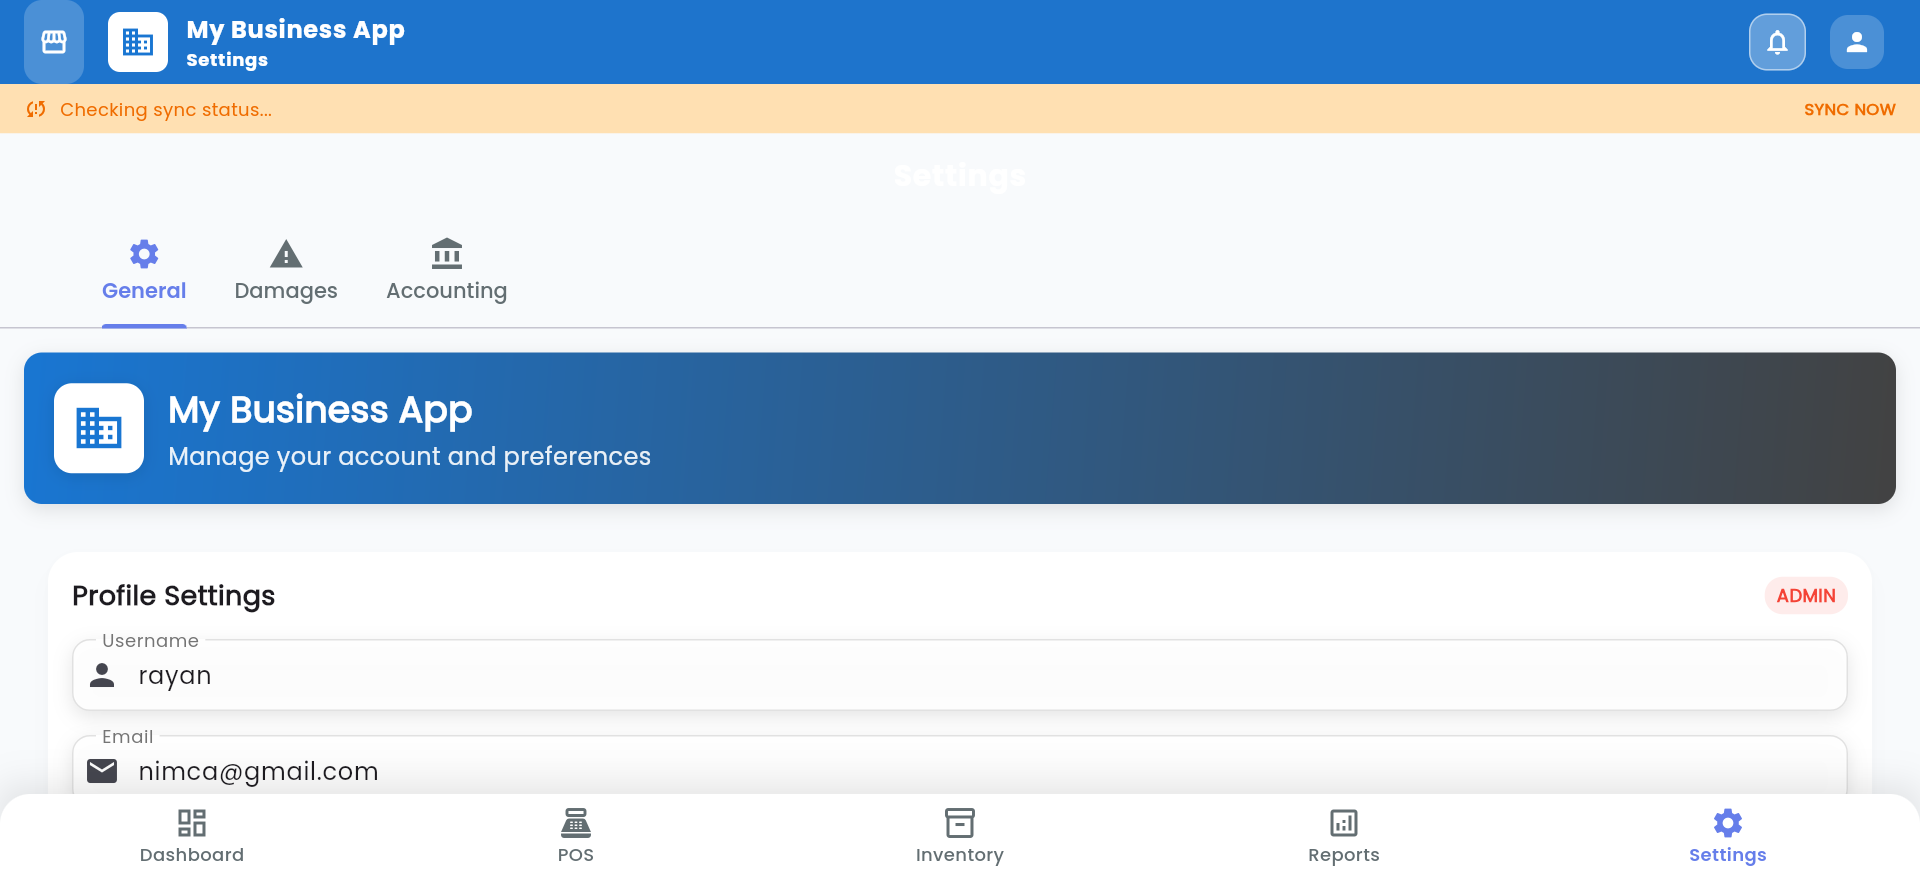 My Business App
Settings
Checking sync status...
SYNC NOW
Settings
General
Damages
Accounting
My Business App
Manage your account and preferences
Profile Settings
ADMIN
Username
rayan
Email
nimca@gmail.com
Dashboard
POS
Inventory
Reports
Settings